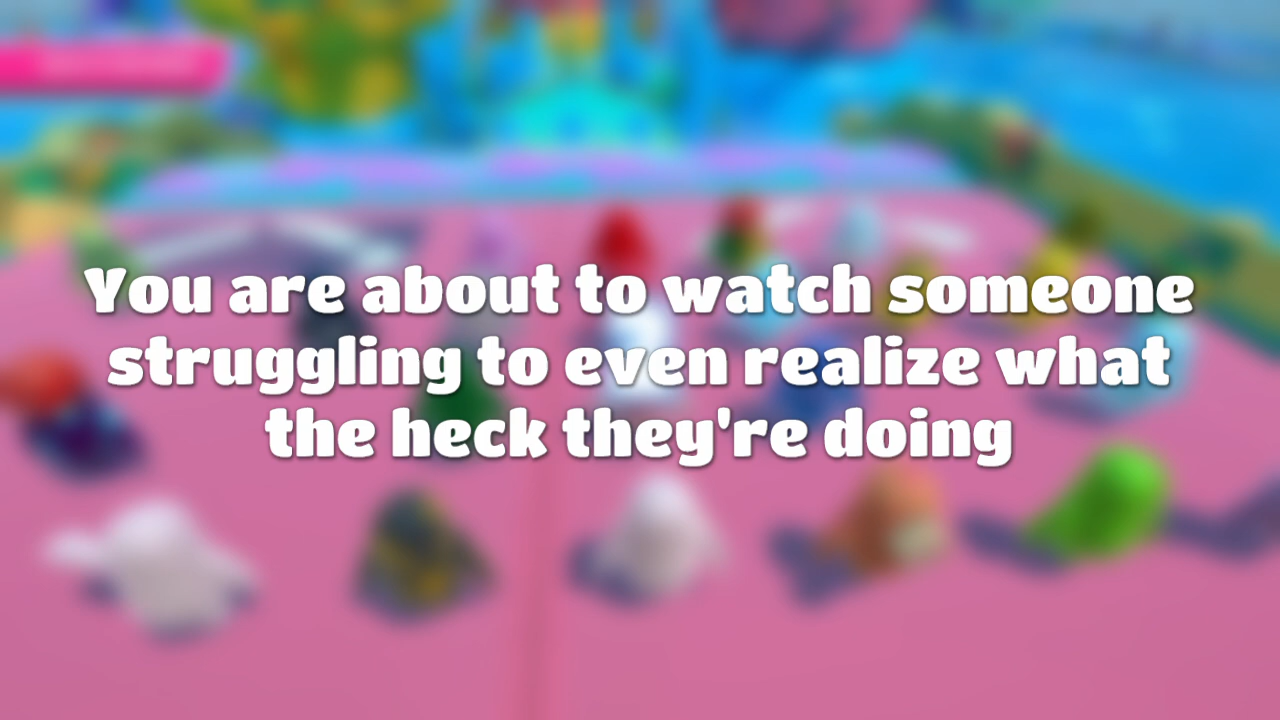 You are about to watch someone
struggling to even realize what
the heck they're doing